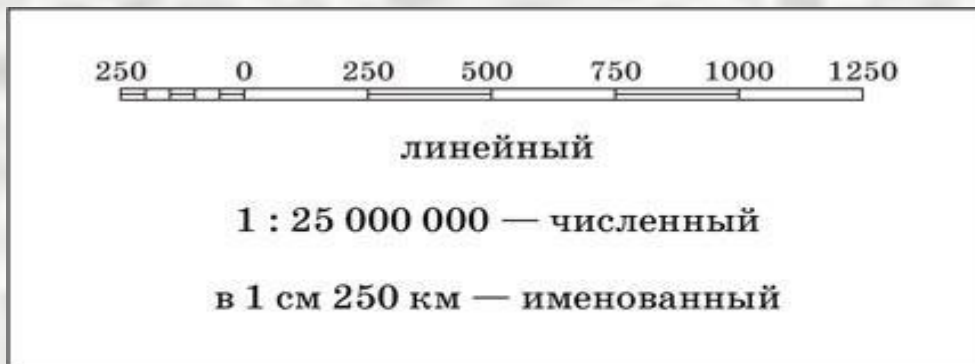 250 0 250 500 750 1000 1250
линейный
1 : 25 000 000 — численный
в 1 см 250 км — именованный